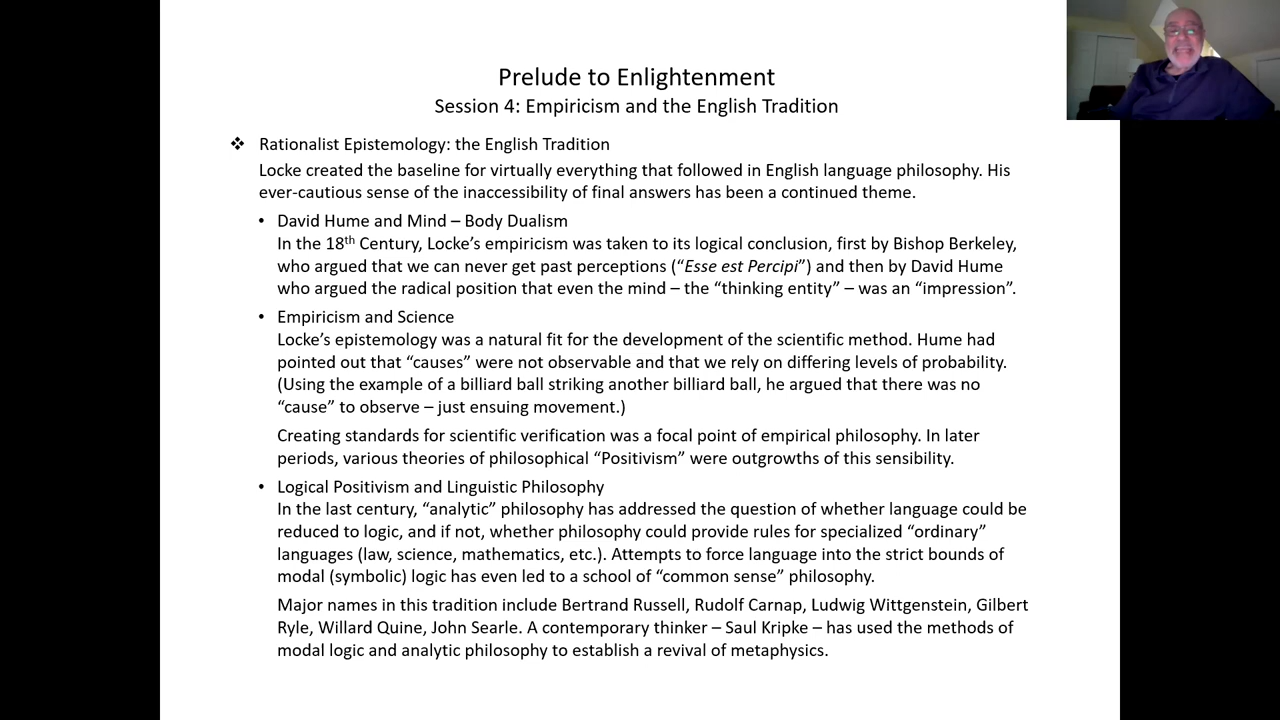 Prelude to Enlightenment
Session 4: Empiricism and the English Tradition
❖ Rationalist Epistemology: the English Tradition
Locke created the baseline for virtually everything that followed in English language philosophy. His
ever-cautious sense of the inaccessibility of final answers has been a continued theme.
• David Hume and Mind – Body Dualism
In the 18th Century, Locke’s empiricism was taken to its logical conclusion, first by Bishop Berkeley,
who argued that we can never get past perceptions (“Esse est Percipi”) and then by David Hume
who argued the radical position that even the mind – the “thinking entity” – was an “impression”.
• Empiricism and Science
Locke’s epistemology was a natural fit for the development of the scientific method. Hume had
pointed out that “causes” were not observable and that we rely on differing levels of probability.
(Using the example of a billiard ball striking another billiard ball, he argued that there was no
“cause” to observe – just ensuing movement.)
Creating standards for scientific verification was a focal point of empirical philosophy. In later
periods, various theories of philosophical “Positivism” were outgrowths of this sensibility.
• Logical Positivism and Linguistic Philosophy
In the last century, “analytic” philosophy has addressed the question of whether language could be
reduced to logic, and if not, whether philosophy could provide rules for specialized “ordinary”
languages (law, science, mathematics, etc.). Attempts to force language into the strict bounds of
modal (symbolic) logic has even led to a school of “common sense” philosophy.
Major names in this tradition include Bertrand Russell, Rudolf Carnap, Ludwig Wittgenstein, Gilbert
Ryle, Willard Quine, John Searle. A contemporary thinker – Saul Kripke – has used the methods of
modal logic and analytic philosophy to establish a revival of metaphysics.